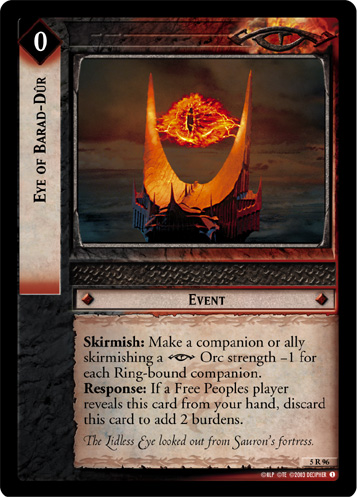 0
EYE OF BARAD-DÛR
EVENT
Skirmish: Make a companion or ally
skirmishing a Orc strength –1 for
each Ring-bound companion.
Response: If a Free Peoples player
reveals this card from your hand, discard
this card to add 2 burdens.
The Lidless Eye looked out from Sauron's fortress.
5 R 96
©NLP ™TE ©2003 DECIPHER